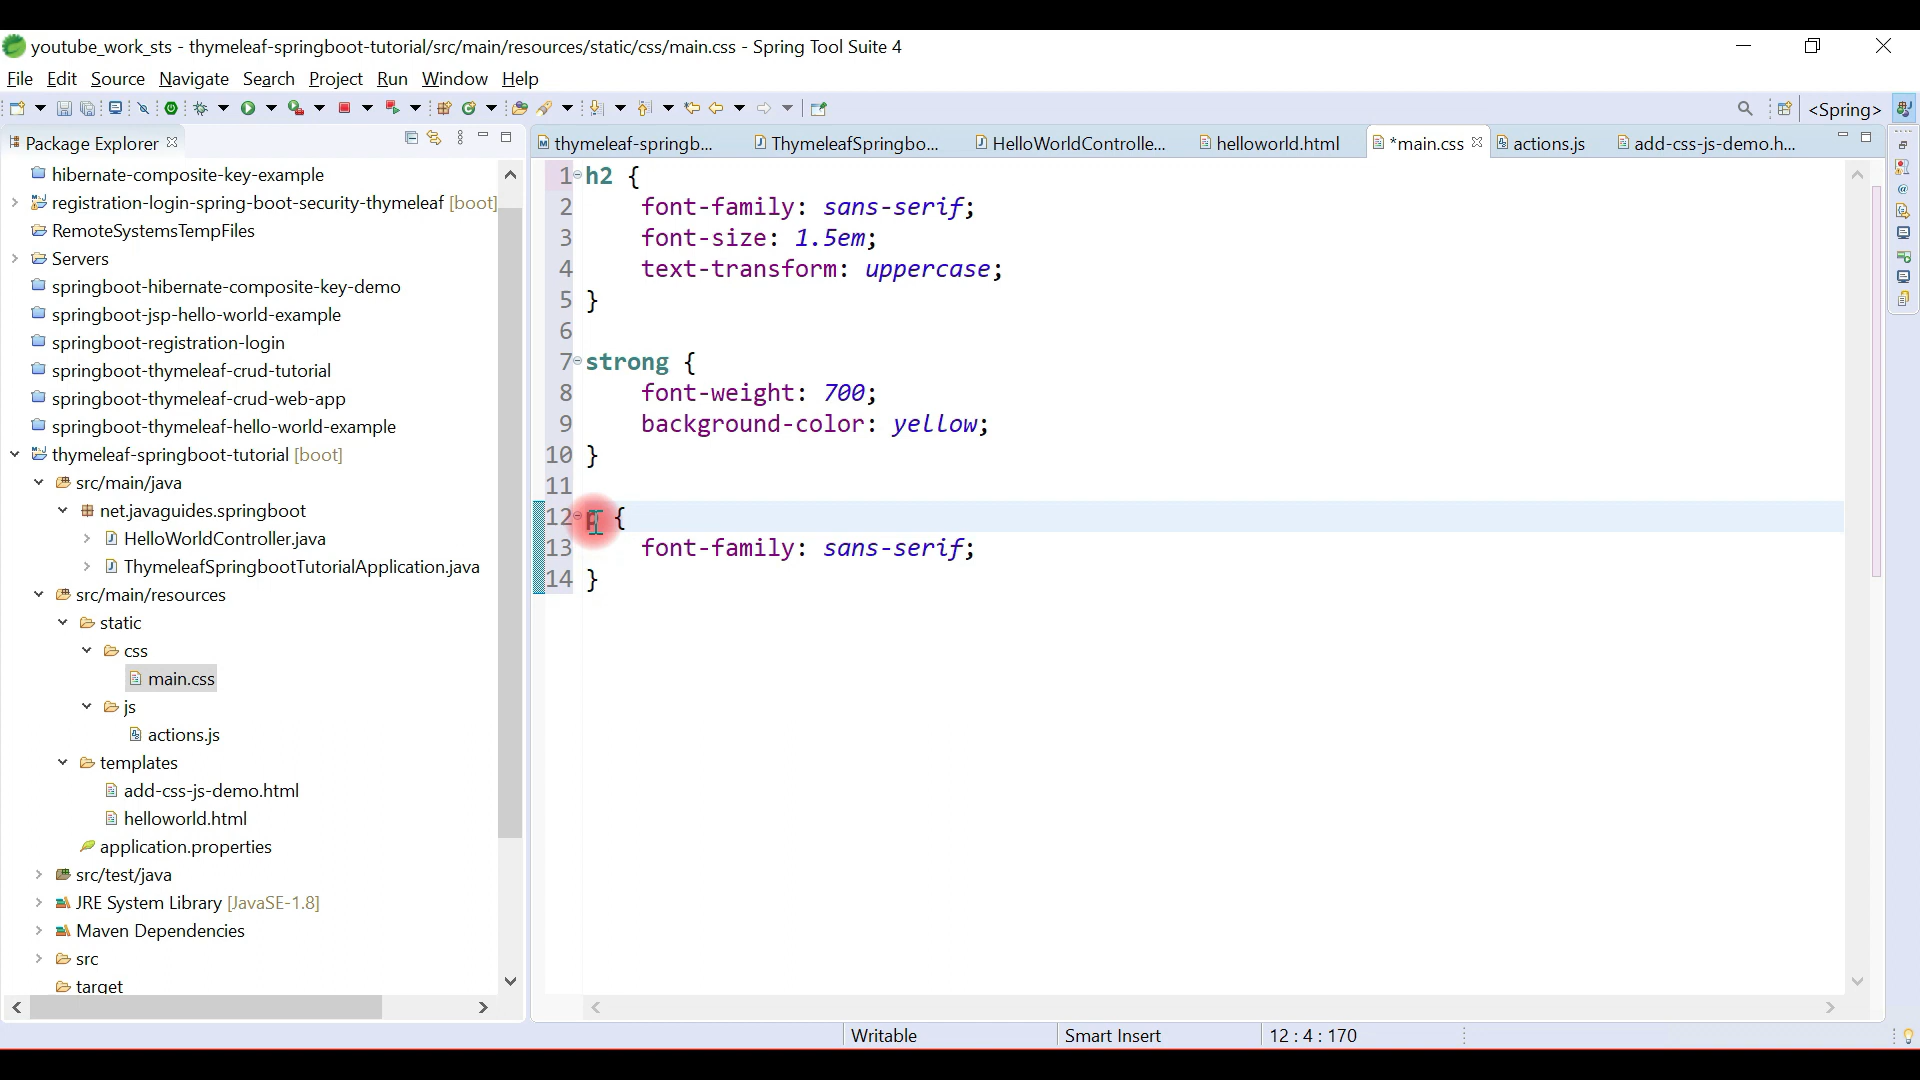 youtube_work_sts - thymeleaf-springboot-tutorial/src/main/resources/static/css/main.css - Spring Tool Suite 4
File Edit Source Navigate Search Project Run Window Help
<Spring>
Package Explorer
hibernate-composite-key-example
registration-login-spring-boot-security-thymeleaf [boot]
RemoteSystemsTempFiles
Servers
springboot-hibernate-composite-key-demo
springboot-jsp-hello-world-example
springboot-registration-login
springboot-thymeleaf-crud-tutorial
springboot-thymeleaf-crud-web-app
springboot-thymeleaf-hello-world-example
thymeleaf-springboot-tutorial [boot]
src/main/java
net.javaguides.springboot
HelloWorldController.java
ThymeleafSpringbootTutorialApplication.java
src/main/resources
static
css
main.css
js
actions.js
templates
add-css-js-demo.html
helloworld.html
application.properties
src/test/java
JRE System Library [JavaSE-1.8]
Maven Dependencies
src
target
thymeleaf-springb... ThymeleafSpringbo... HelloWorldControlle... helloworld.html *main.css actions.js add-css-js-demo.h...
1 h2 {
2 font-family: sans-serif;
3 font-size: 1.5em;
4 text-transform: uppercase;
5 }
6
7 strong {
8 font-weight: 700;
9 background-color: yellow;
10 }
11
12 p {
13 font-family: sans-serif;
14 }
Writable Smart Insert 12 : 4 : 170